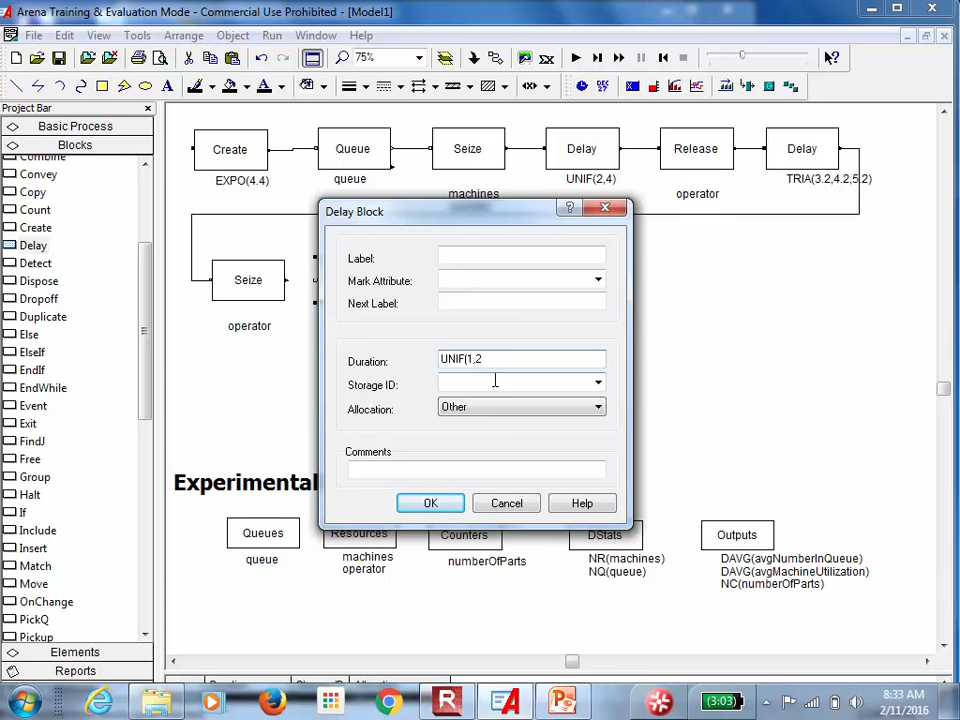 Arena Training & Evaluation Mode - Commercial Use Prohibited - [Model1]
File Edit View Tools Arrange Object Run Window Help
75%
Project Bar
Basic Process
Blocks
Combine
Convey
Copy
Count
Create
Delay
Detect
Dispose
Dropoff
Duplicate
Else
ElseIf
EndIf
EndWhile
Event
Exit
FindJ
Free
Group
Halt
If
Include
Insert
Match
Move
OnChange
PickQ
Pickup
Elements
Reports
Create Queue Seize Delay Release Delay
EXPO(4.4) queue machines UNIF(2,4) operator TRIA(3.2,4.2,5.2)
Seize
operator
Delay Block
Label:
Mark Attribute:
Next Label:
Duration: UNIF(1,2
Storage ID:
Allocation: Other
Comments
OK Cancel Help
Experimental
Queues Resources Counters DStats Outputs
queue machines numberOfParts NR(machines) DAVG(avgNumberInQueue)
operator NQ(queue) DAVG(avgMachineUtilization)
NC(numberOfParts)
(3:03)
8:33 AM
2/11/2016